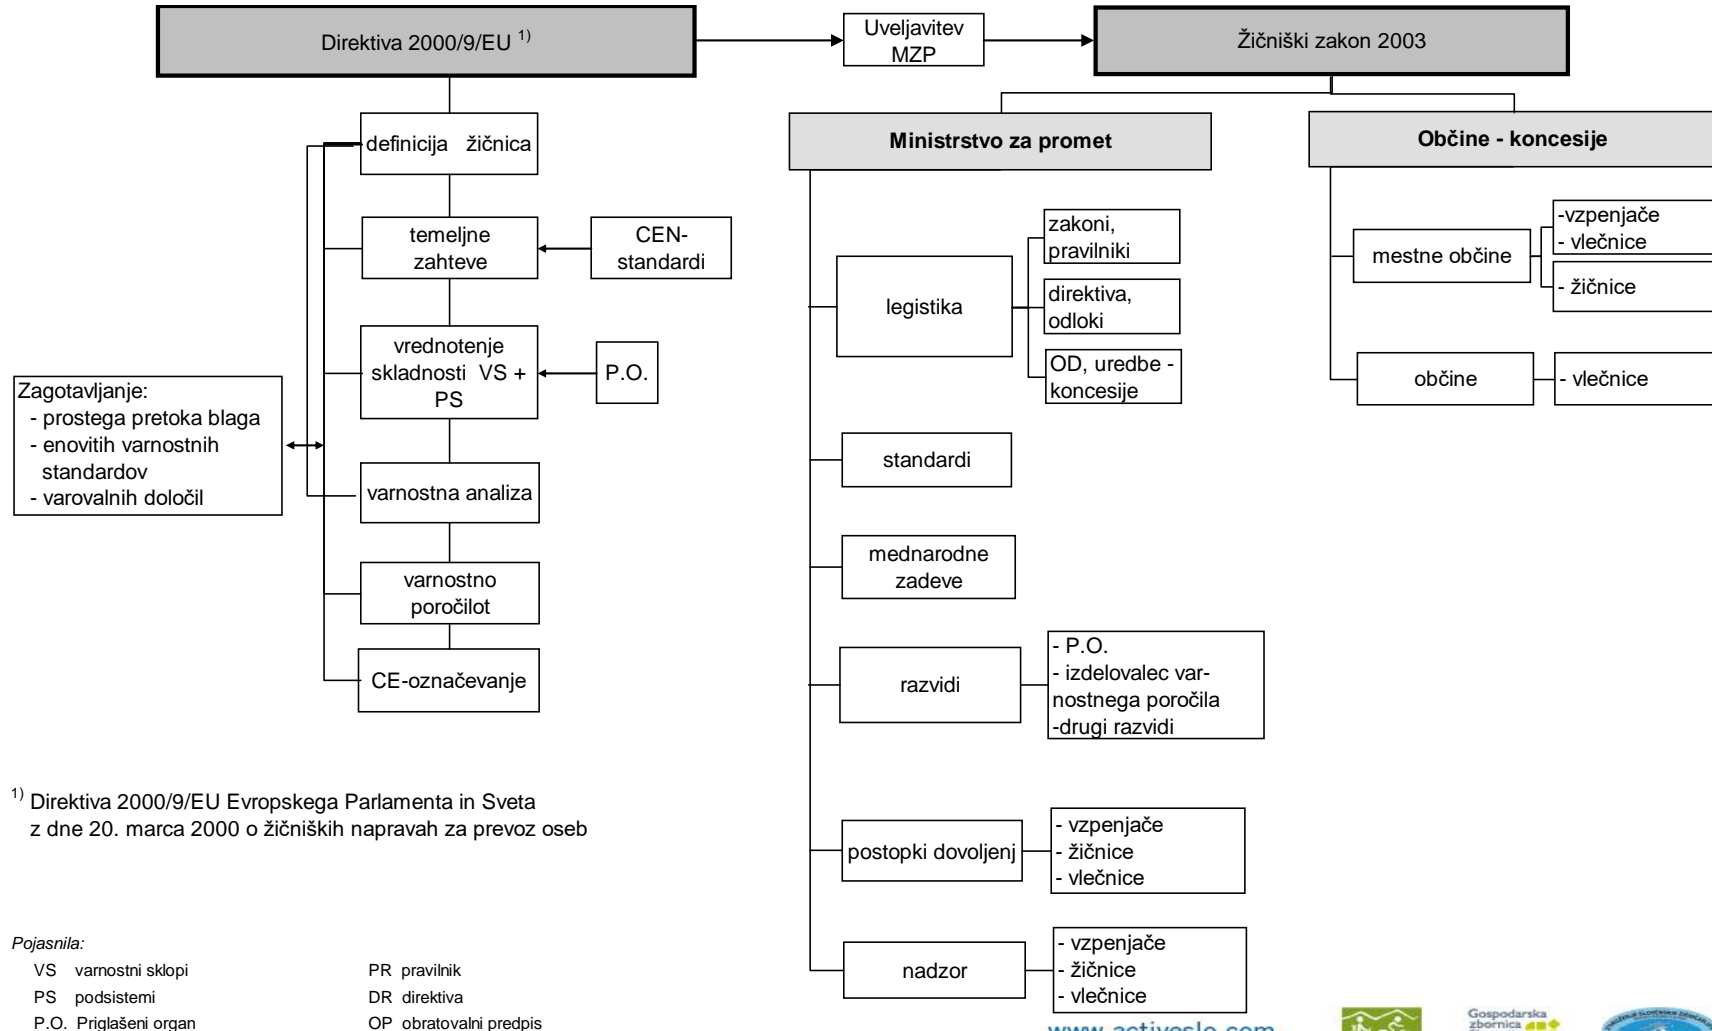 Direktiva 2000/9/EU 1)
Uveljavitev
MZP
Žičniški zakon 2003
definicija žičnica
temeljne
zahteve
CEN-
standardi
vrednotenje
skladnosti VS +
PS
P.O.
Zagotavljanje:
- prostega pretoka blaga
- enovitih varnostnih
standardov
- varovalnih določil
varnostna analiza
varnostno
poročilot
CE-označevanje
Ministrstvo za promet
legistika
zakoni,
pravilniki
direktiva,
odloki
OD, uredbe -
koncesije
standardi
mednarodne
zadeve
razvidi
- P.O.
- izdelovalec var-
nostnega poročila
-drugi razvidi
postopki dovoljenj
- vzpenjače
- žičnice
- vlečnice
nadzor
- vzpenjače
- žičnice
- vlečnice
Občine - koncesije
mestne občine
-vzpenjače
- vlečnice
- žičnice
občine
- vlečnice
1) Direktiva 2000/9/EU Evropskega Parlamenta in Sveta
z dne 20. marca 2000 o žičniških napravah za prevoz oseb
Pojasnila:
VS varnostni sklopi
PS podsistemi
P.O. Priglašeni organ
PR pravilnik
DR direktiva
OP obratovalni predpis
www.activeslo.com
Gospodarska
zbornica